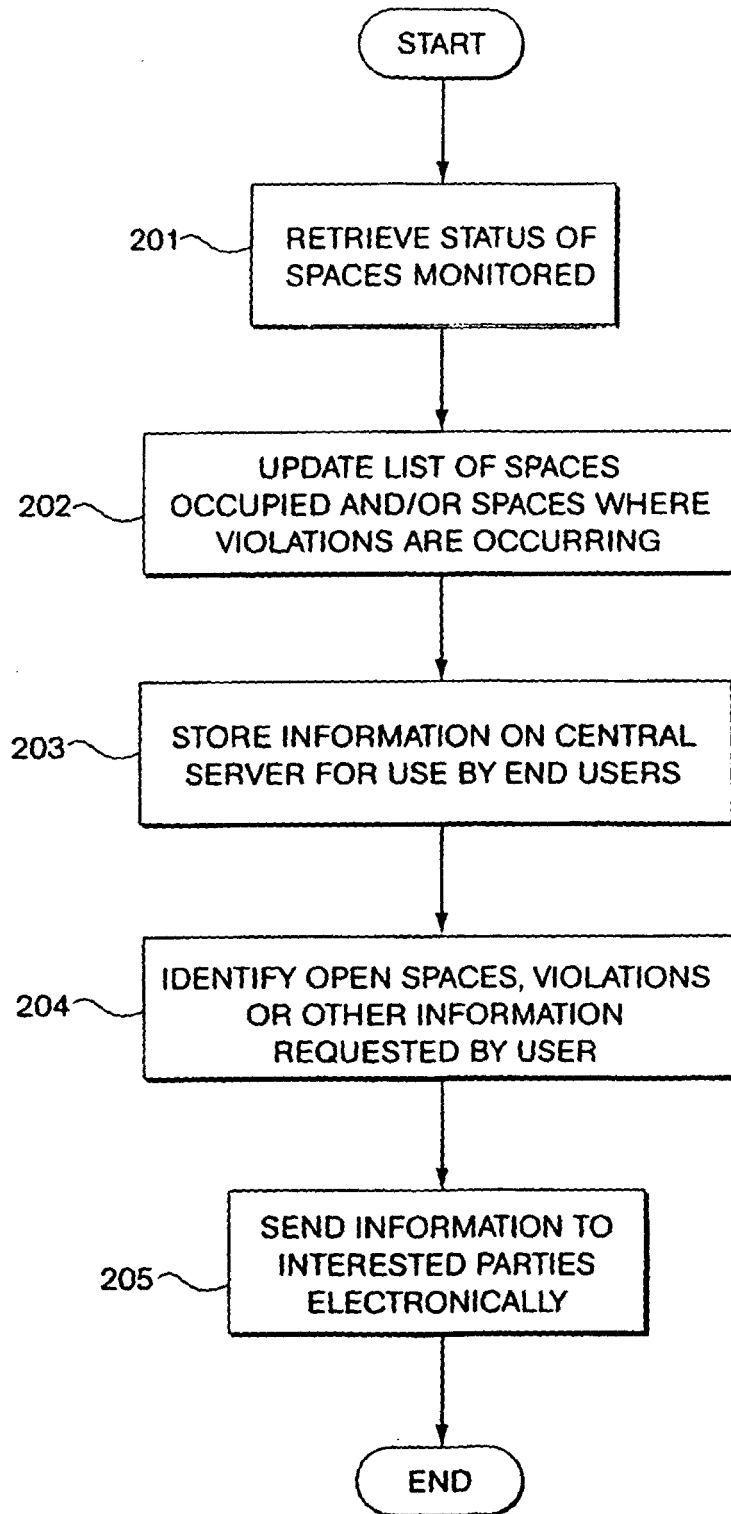 START
201
RETRIEVE STATUS OF
SPACES MONITORED
202
UPDATE LIST OF SPACES
OCCUPIED AND/OR SPACES WHERE
VIOLATIONS ARE OCCURRING
203
STORE INFORMATION ON CENTRAL
SERVER FOR USE BY END USERS
204
IDENTIFY OPEN SPACES, VIOLATIONS
OR OTHER INFORMATION
REQUESTED BY USER
205
SEND INFORMATION TO
INTERESTED PARTIES
ELECTRONICALLY
END